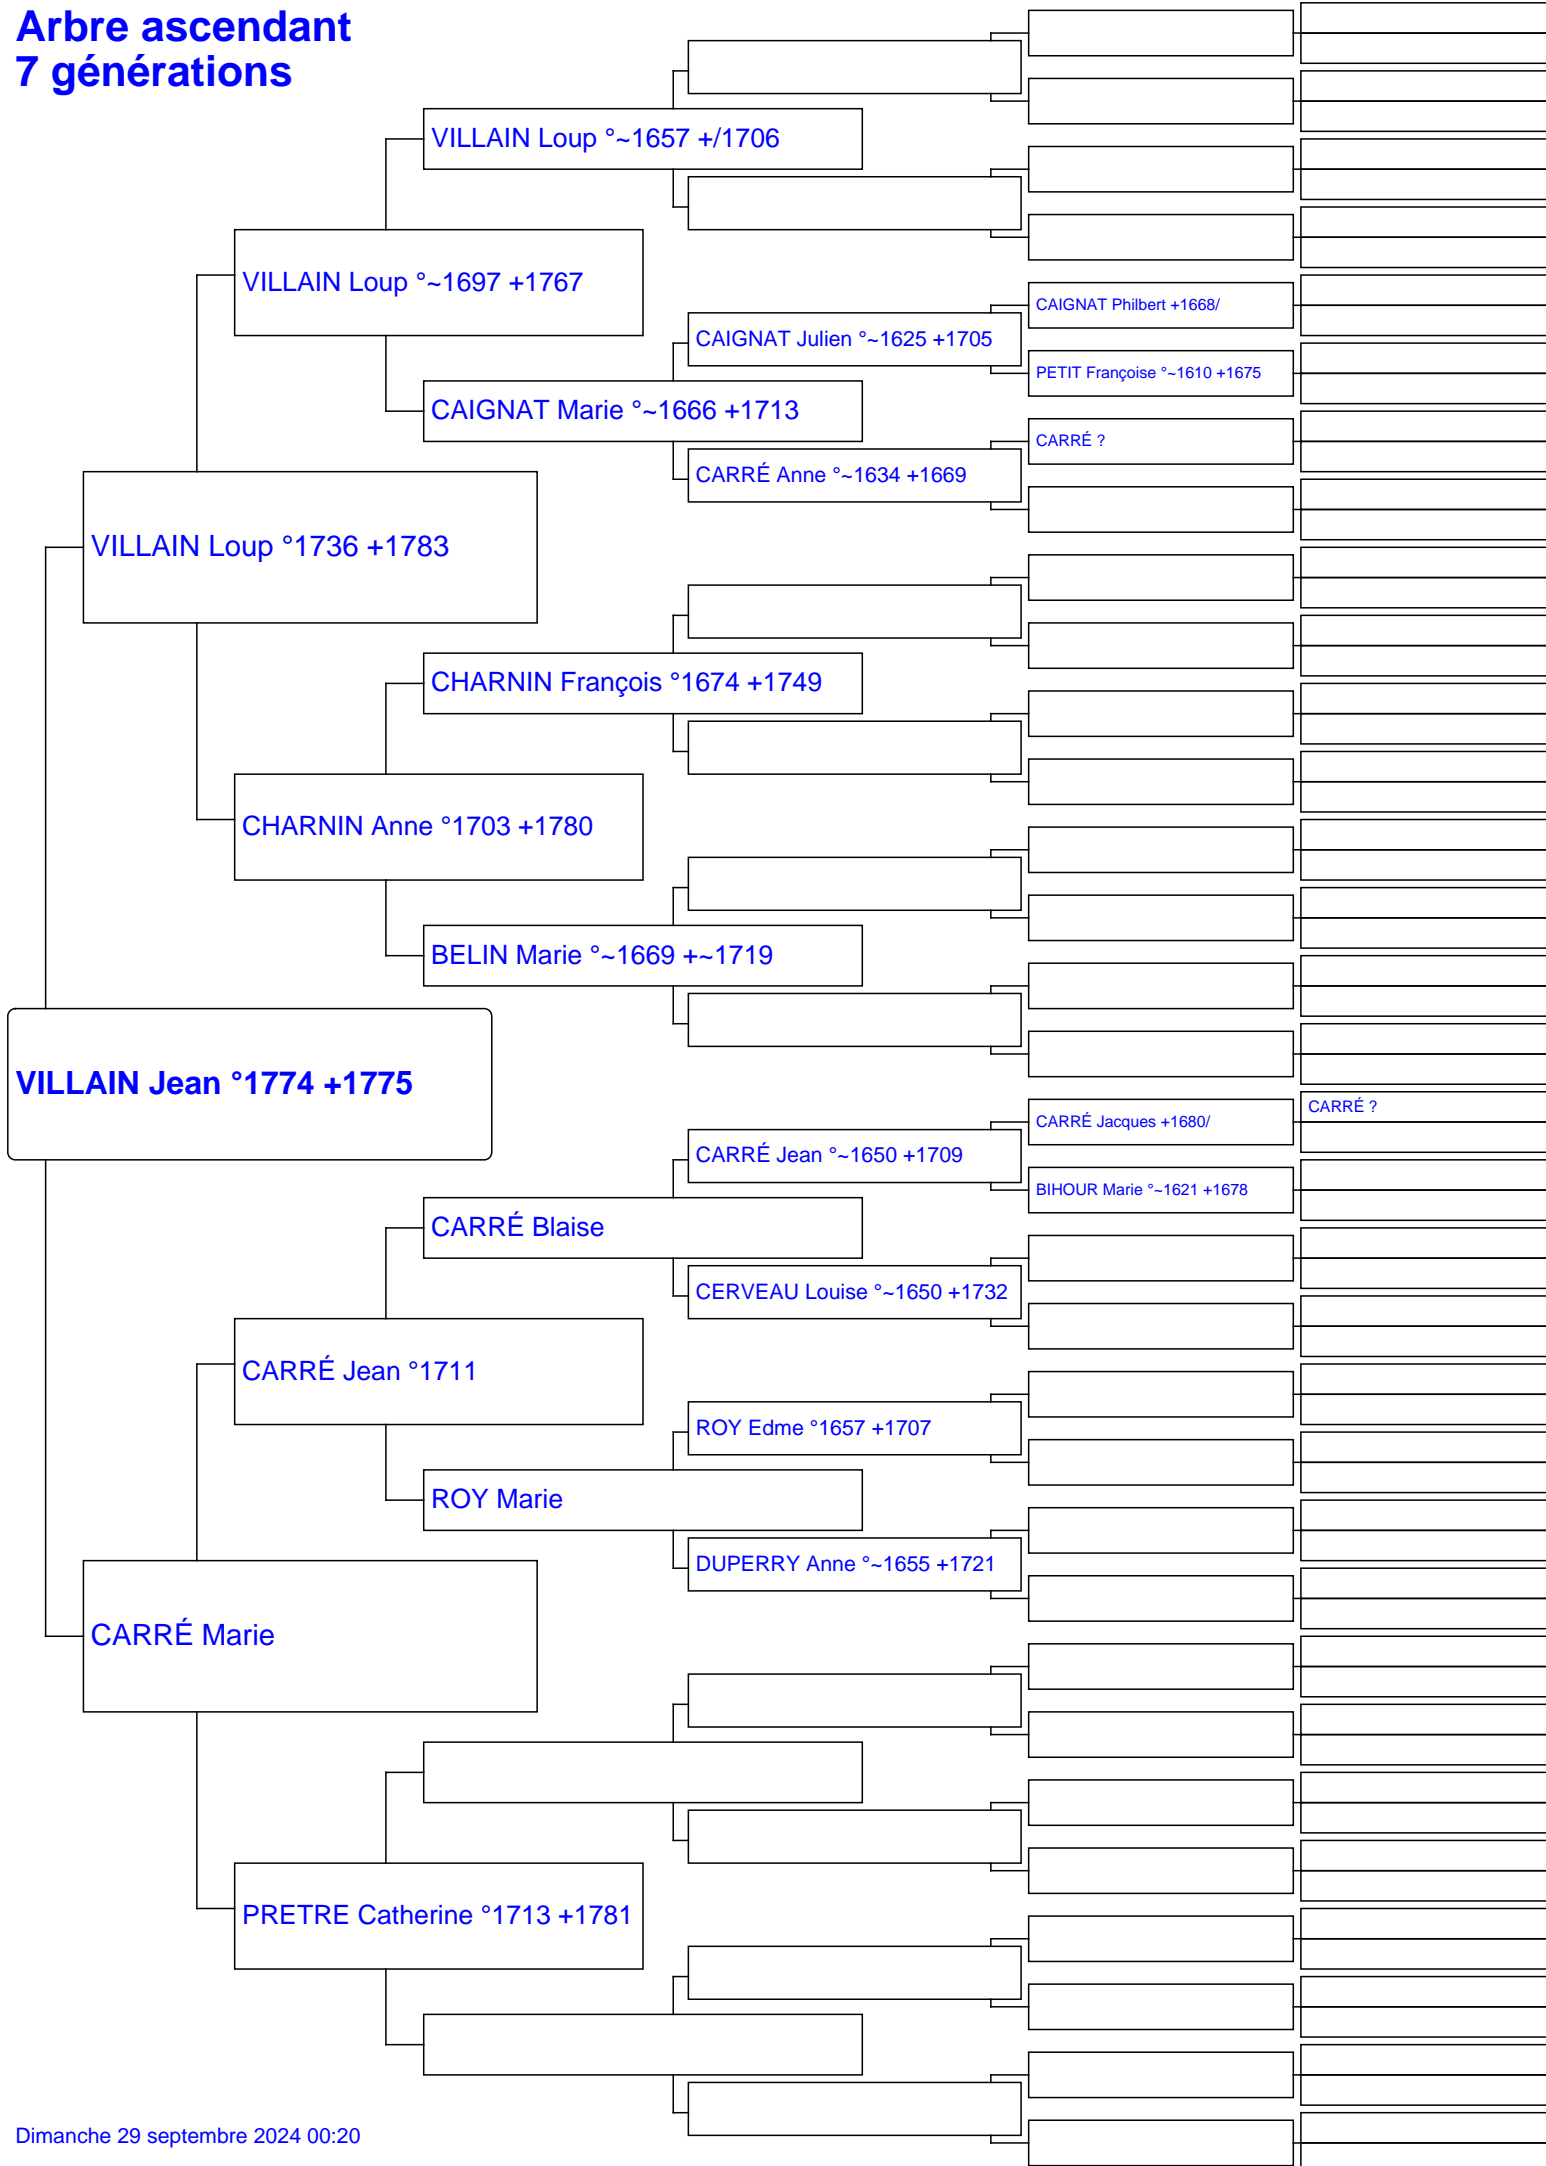 Arbre ascendant
7 générations
VILLAIN Loup °~1657 +/1706
VILLAIN Loup °~1697 +1767
CAIGNAT Philbert +1668/
CAIGNAT Julien °~1625 +1705
PETIT Françoise °~1610 +1675
CAIGNAT Marie °~1666 +1713
CARRÉ ?
CARRÉ Anne °~1634 +1669
VILLAIN Loup °1736 +1783
CHARNIN François °1674 +1749
CHARNIN Anne °1703 +1780
BELIN Marie °~1669 +~1719
VILLAIN Jean °1774 +1775
CARRÉ ?
CARRÉ Jacques +1680/
CARRÉ Jean °~1650 +1709
BIHOUR Marie °~1621 +1678
CARRÉ Blaise
CERVEAU Louise °~1650 +1732
CARRÉ Jean °1711
ROY Edme °1657 +1707
ROY Marie
DUPERRY Anne °~1655 +1721
CARRÉ Marie
PRETRE Catherine °1713 +1781
Dimanche 29 septembre 2024 00:20